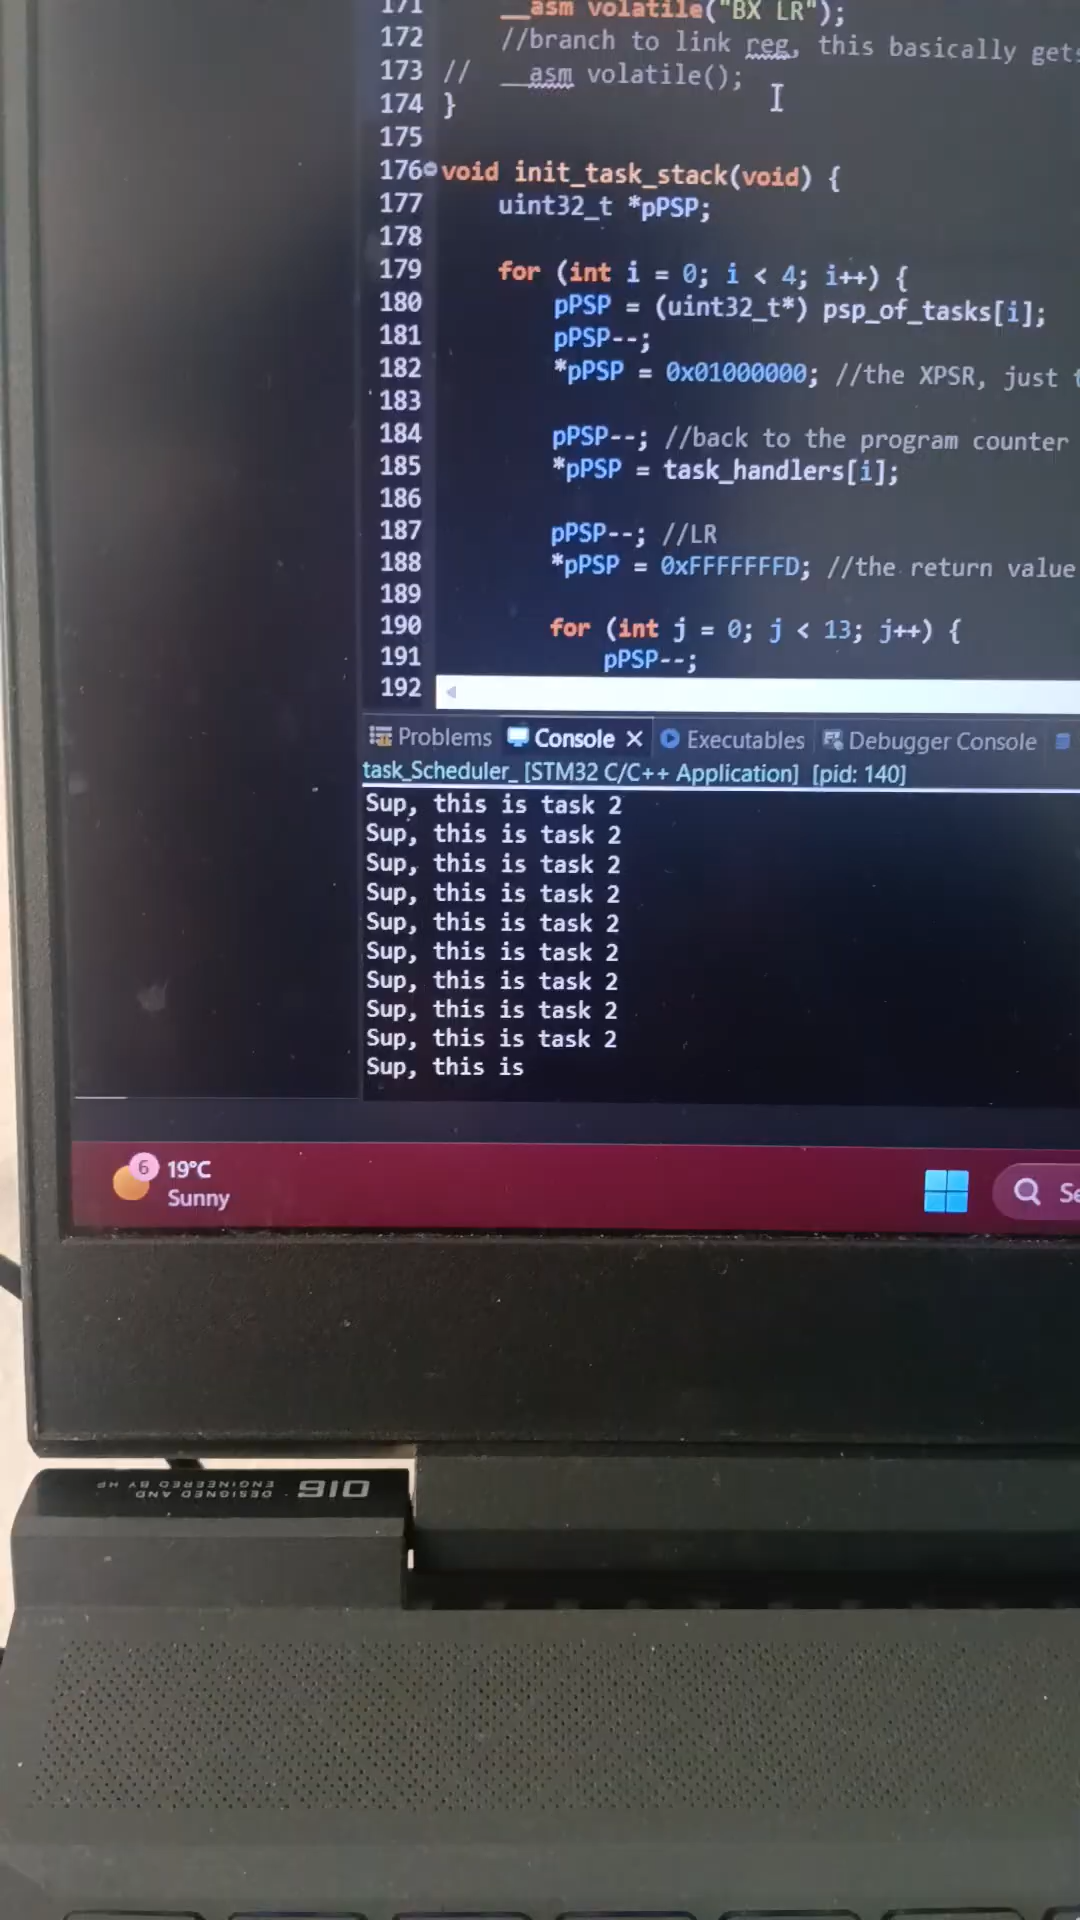 171 __asm volatile("BX LR");
172 //branch to link reg, this basically gets
173 // __asm volatile();
174 }
175
176 void init_task_stack(void) {
177 uint32_t *pPSP;
178
179 for (int i = 0; i < 4; i++) {
180 pPSP = (uint32_t*) psp_of_tasks[i];
181 pPSP--;
182 *pPSP = 0x01000000; //the XPSR, just
183
184 pPSP--; //back to the program counter
185 *pPSP = task_handlers[i];
186
187 pPSP--; //LR
188 *pPSP = 0xFFFFFFFD; //the return value
189
190 for (int j = 0; j < 13; j++) {
191 pPSP--;
192
Problems Console Executables Debugger Console
task_Scheduler_ [STM32 C/C++ Application] [pid: 140]
Sup, this is task 2
Sup, this is task 2
Sup, this is task 2
Sup, this is task 2
Sup, this is task 2
Sup, this is task 2
Sup, this is task 2
Sup, this is task 2
Sup, this is task 2
Sup, this is
6 19°C
Sunny
Se
DESIGNED AND
ENGINEERED BY HP